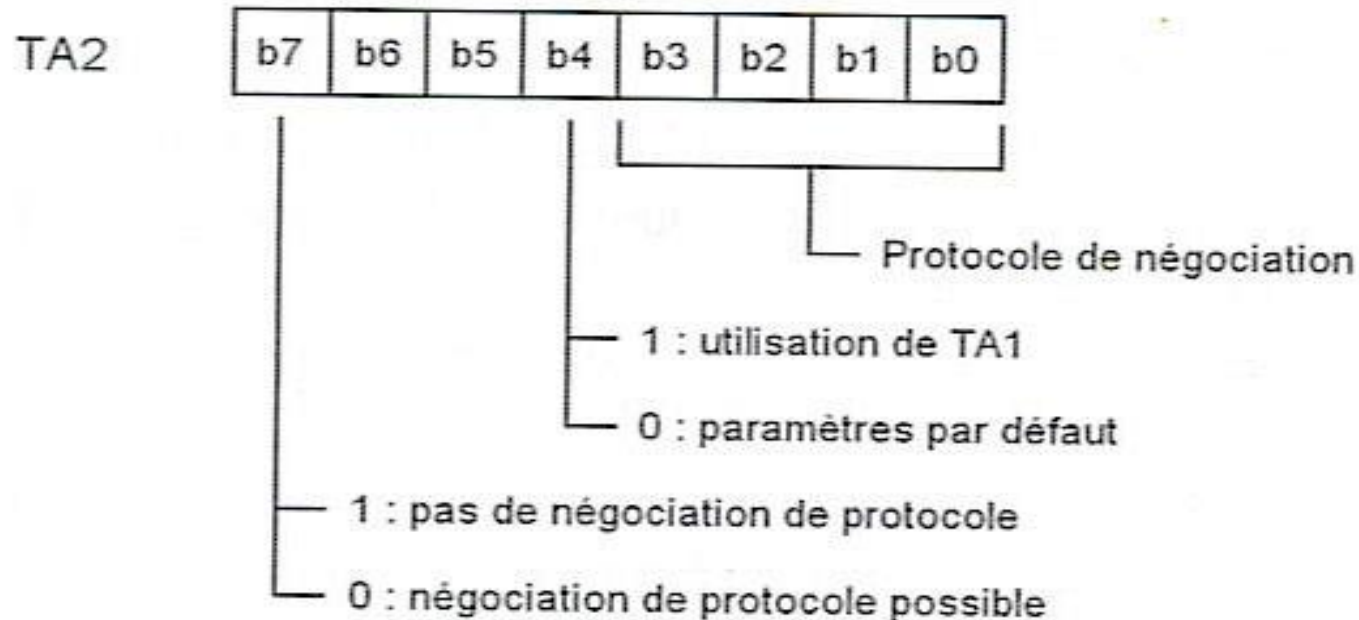 TA2 b7 b6 b5 b4 b3 b2 b1 b0
Protocole de négociation
1 : utilisation de TA1
0 : paramètres par défaut
1 : pas de négociation de protocole
0 : négociation de protocole possible